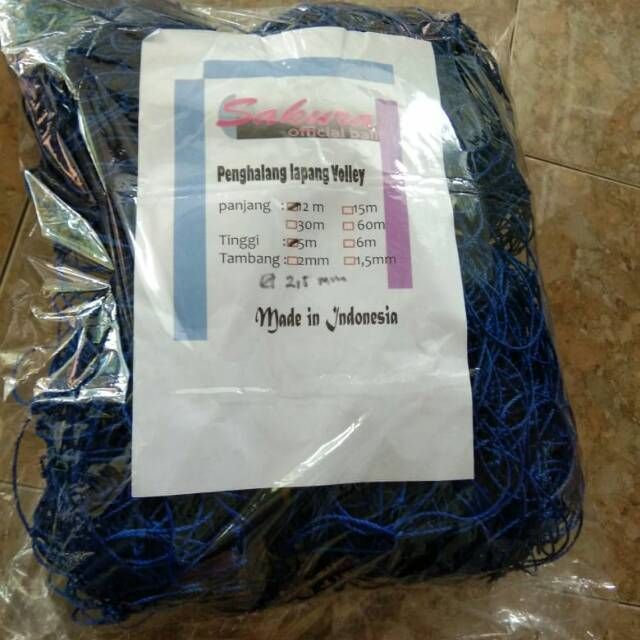 Sakura
official
Penghalang lapang Volley
panjang : 12 m 15m
30m 60m
Tinggi : 5m 6m
Tambang : 2mm 1,5mm
2,5 mm
Made in Indonesia